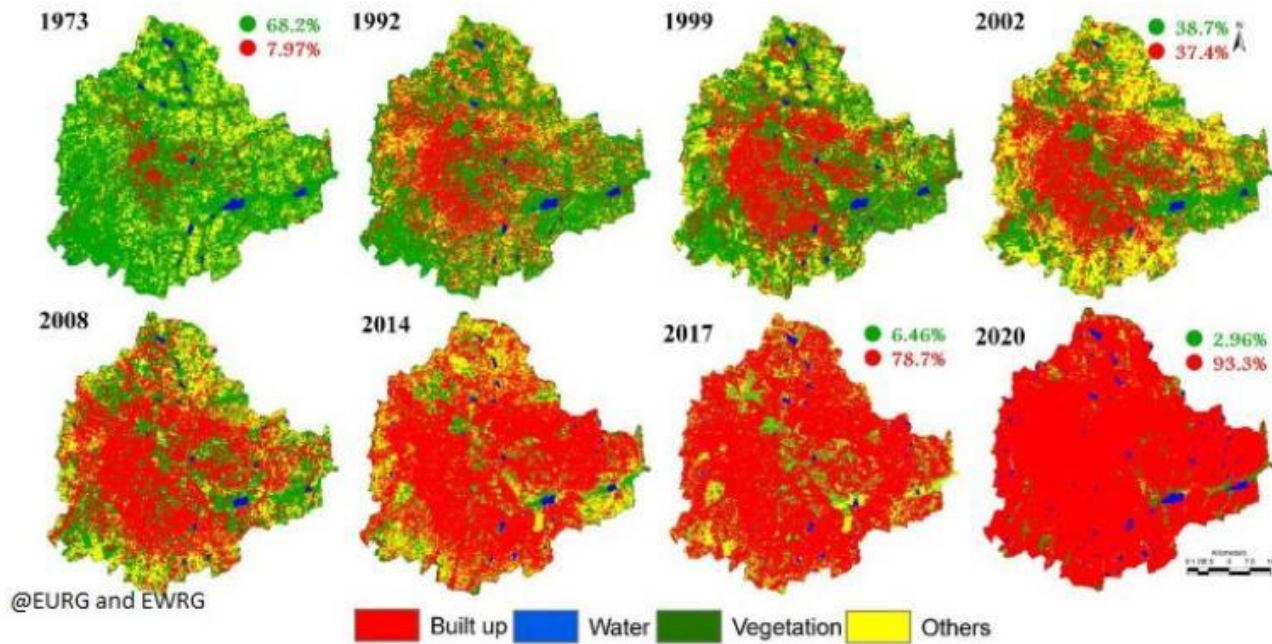 1973
68.2%
7.97%
1992
1999
2002
38.7%
37.4%
N
2008
2014
2017
6.46%
78.7%
2020
2.96%
93.3%
Kilometers
@EURG and EWRG
Built up
Water
Vegetation
Others